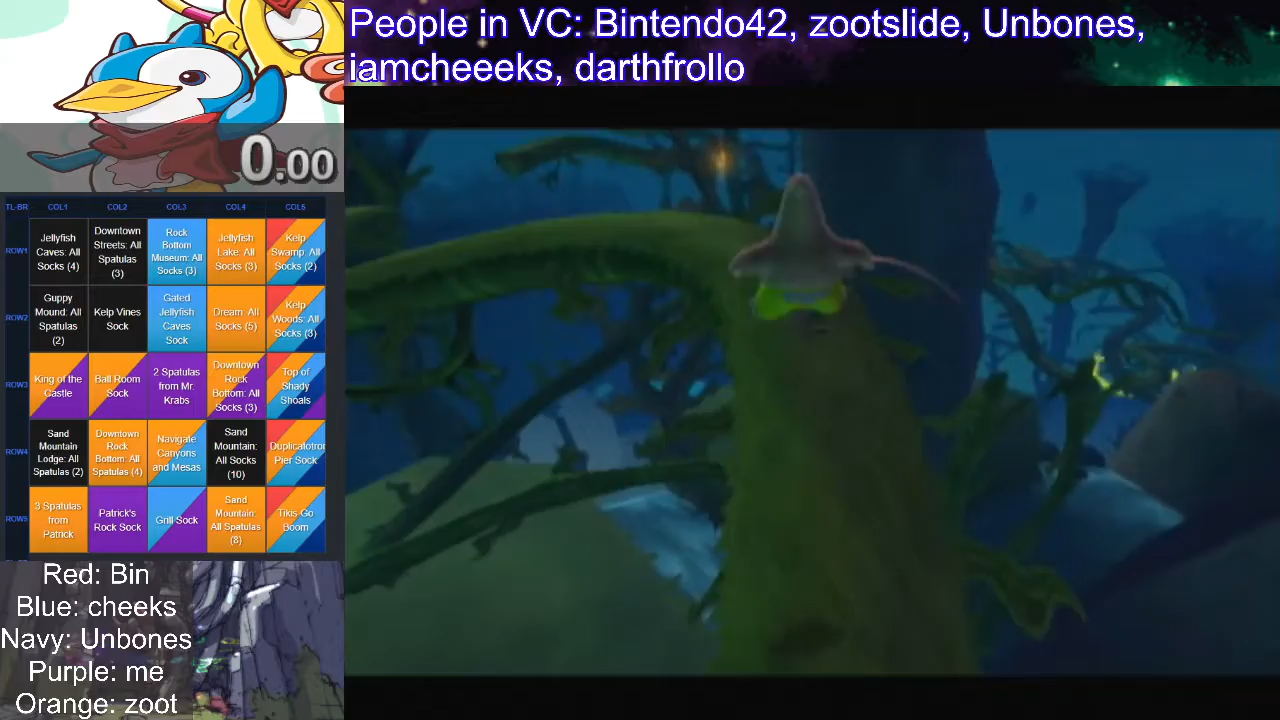 People in VC: Bintendo42, zootslide, Unbones,
iamcheeeks, darthfrollo
0.00
TL-BR COL1 COL2 COL3 COL4 COL5
ROW1
Jellyfish
Caves: All
Socks (4)
Downtown
Streets: All
Spatulas
(3)
Rock
Bottom
Museum: All
Socks (3)
Jellyfish
Lake: All
Socks (3)
Kelp
Swamp: All
Socks (2)
ROW2
Guppy
Mound: All
Spatulas
(2)
Kelp Vines
Sock
Gated
Jellyfish
Caves
Sock
Dream: All
Socks (5)
Kelp
Woods: All
Socks (3)
ROW3
King of the
Castle
Ball Room
Sock
2 Spatulas
from Mr.
Krabs
Downtown
Rock
Bottom: All
Socks (3)
Top of
Shady
Shoals
ROW4
Sand
Mountain
Lodge: All
Spatulas (2)
Downtown
Rock
Bottom: All
Spatulas (4)
Navigate
Canyons
and Mesas
Sand
Mountain:
All Socks
(10)
Duplicatotron
Pier Sock
ROW5
3 Spatulas
from
Patrick
Patrick's
Rock Sock
Grill Sock
Sand
Mountain:
All Spatulas
(8)
Tikis Go
Boom
Red: Bin
Blue: cheeks
Navy: Unbones
Purple: me
Orange: zoot